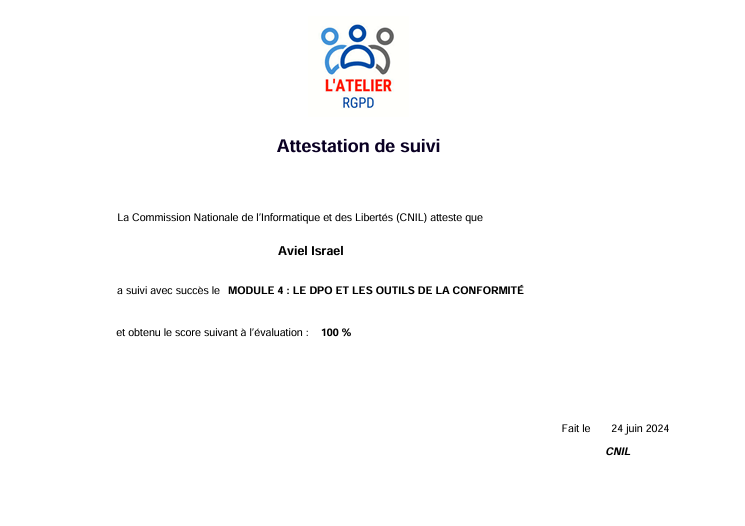 L'ATELIER
RGPD
Attestation de suivi
La Commission Nationale de l'Informatique et des Libertés (CNIL) atteste que
Aviel Israel
a suivi avec succès le MODULE 4 : LE DPO ET LES OUTILS DE LA CONFORMITÉ
et obtenu le score suivant à l'évaluation : 100 %
Fait le 24 juin 2024
CNIL